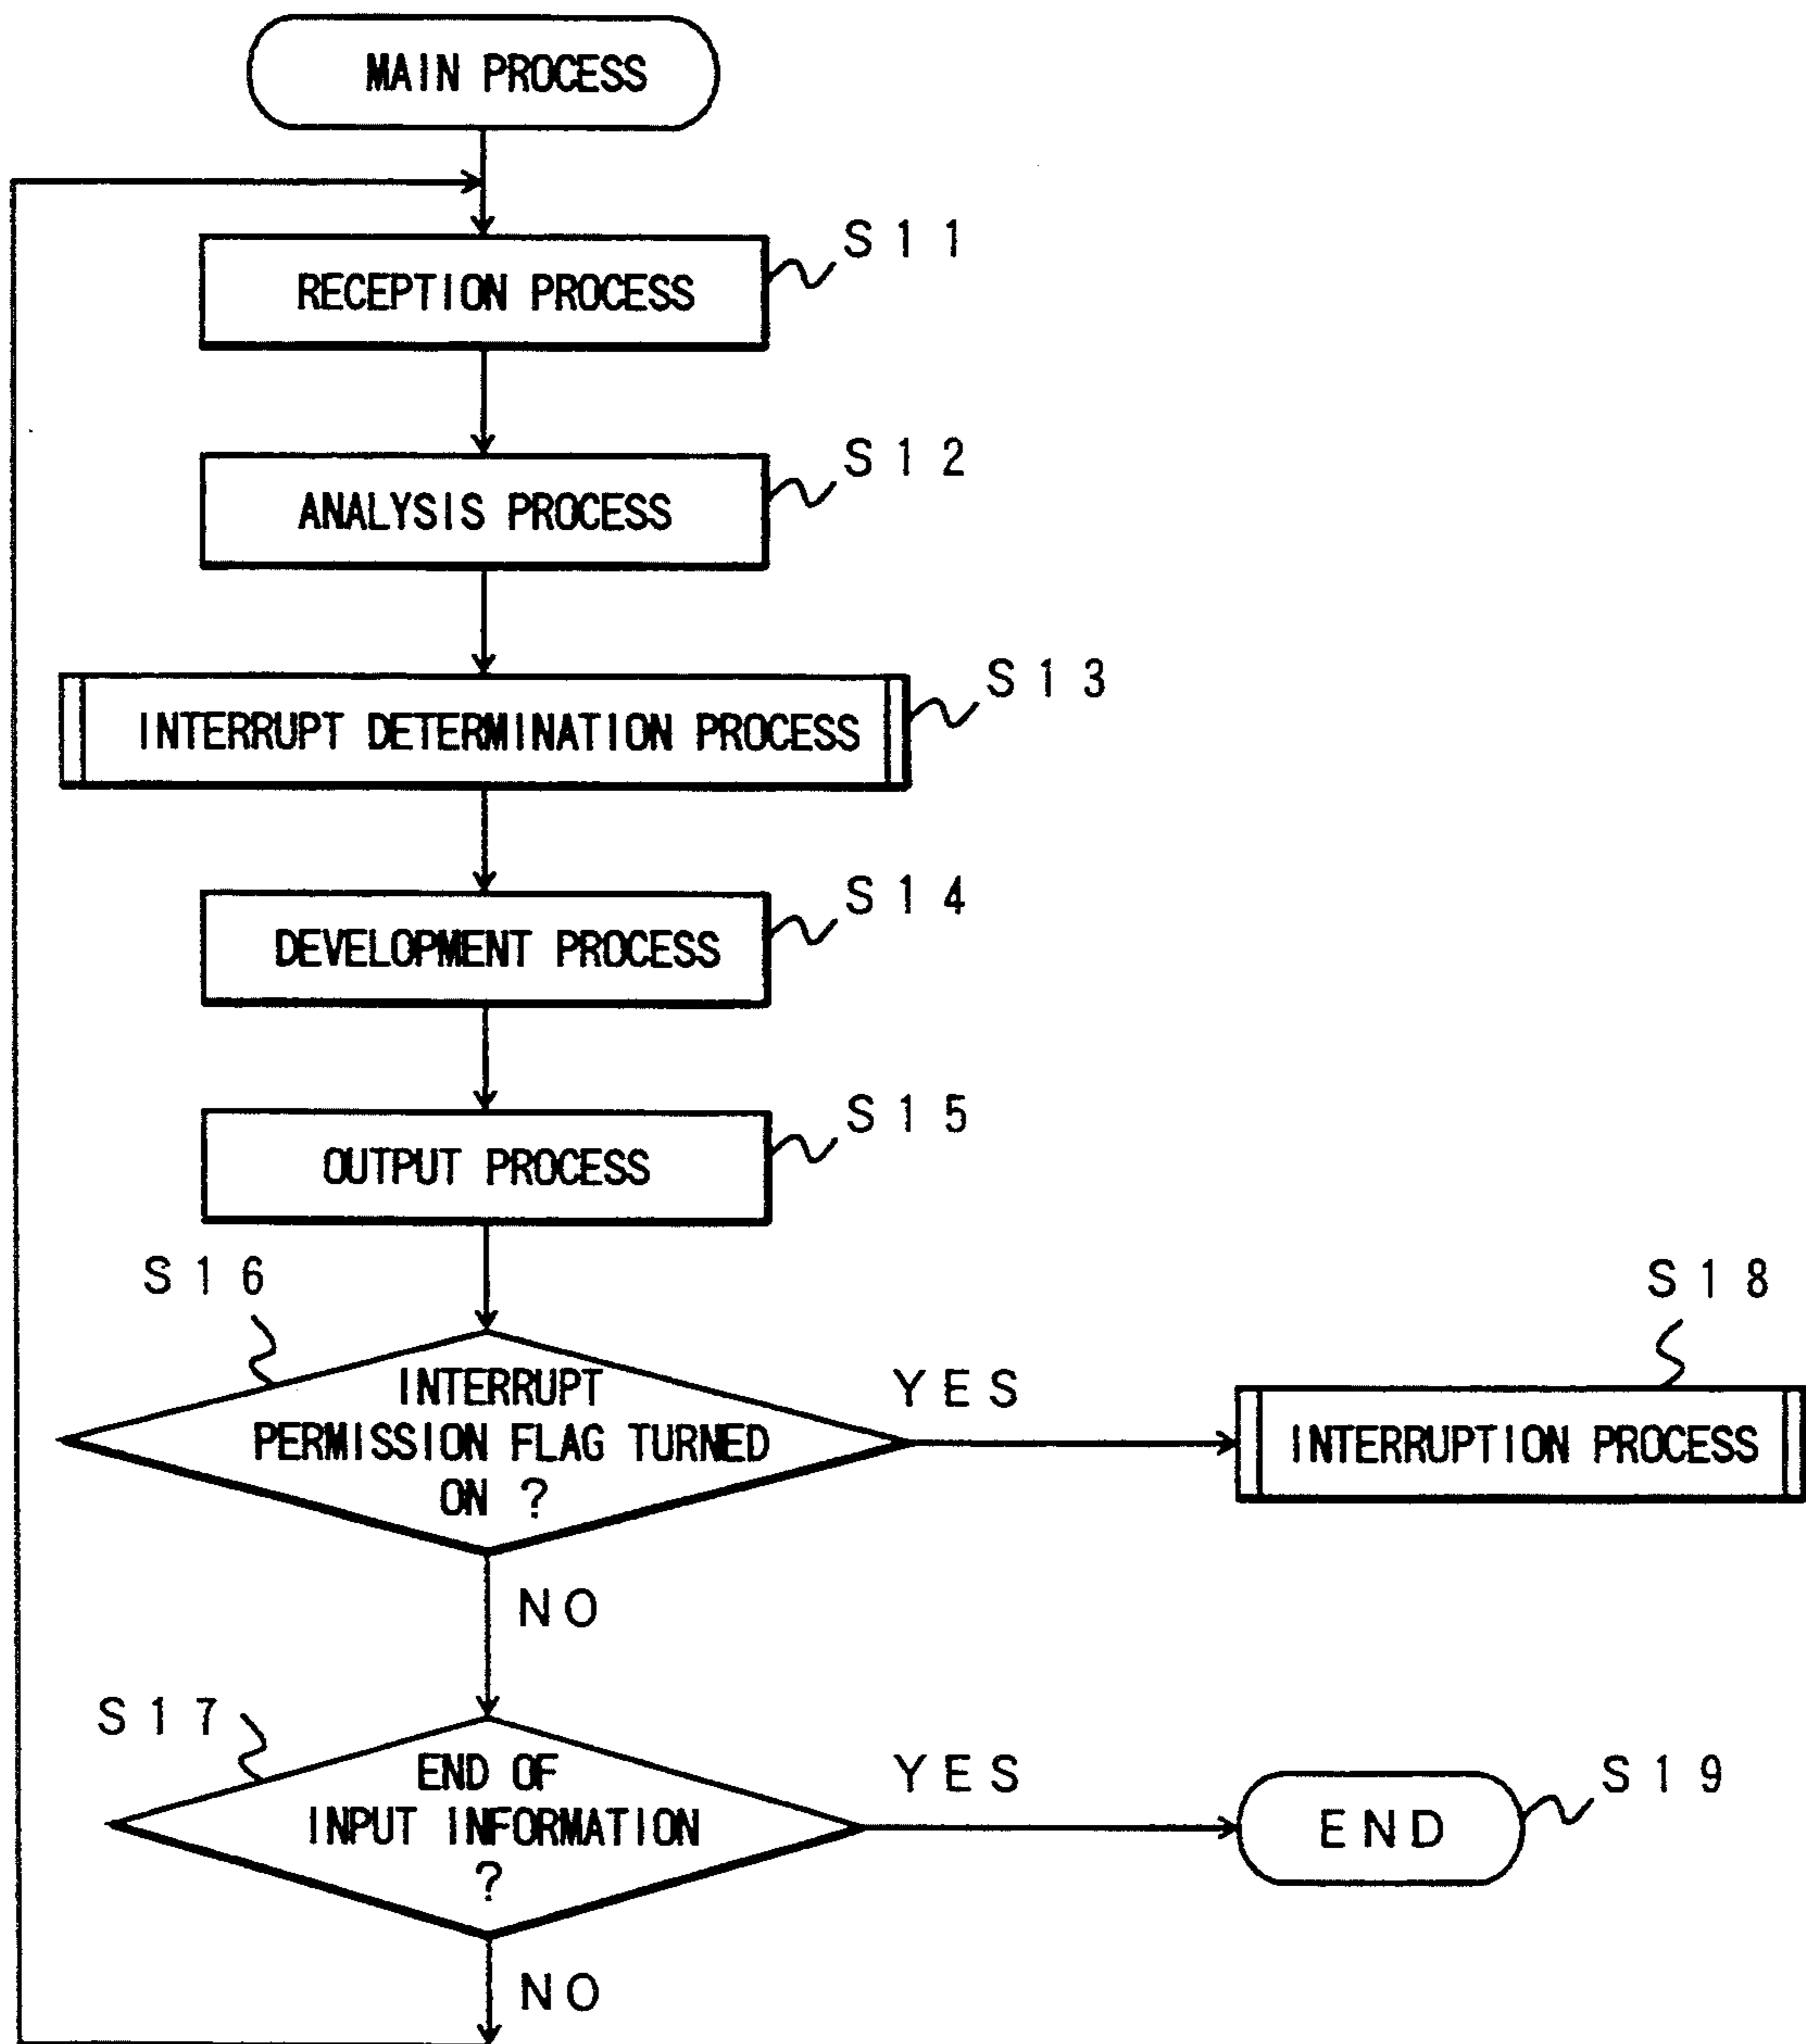 MAIN PROCESS
S11
RECEPTION PROCESS
S12
ANALYSIS PROCESS
S13
INTERRUPT DETERMINATION PROCESS
S14
DEVELOPMENT PROCESS
S15
OUTPUT PROCESS
S16
INTERRUPT
PERMISSION FLAG TURNED
ON ?
YES
S18
INTERRUPTION PROCESS
NO
S17
END OF
INPUT INFORMATION
?
YES
S19
END
NO